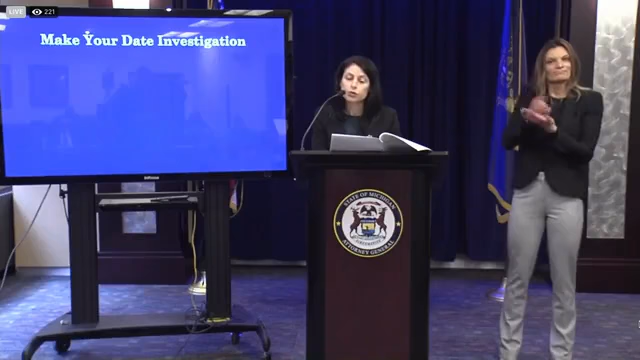 LIVE 221
Make Your Date Investigation
STATE OF MICHIGAN
ATTORNEY GENERAL